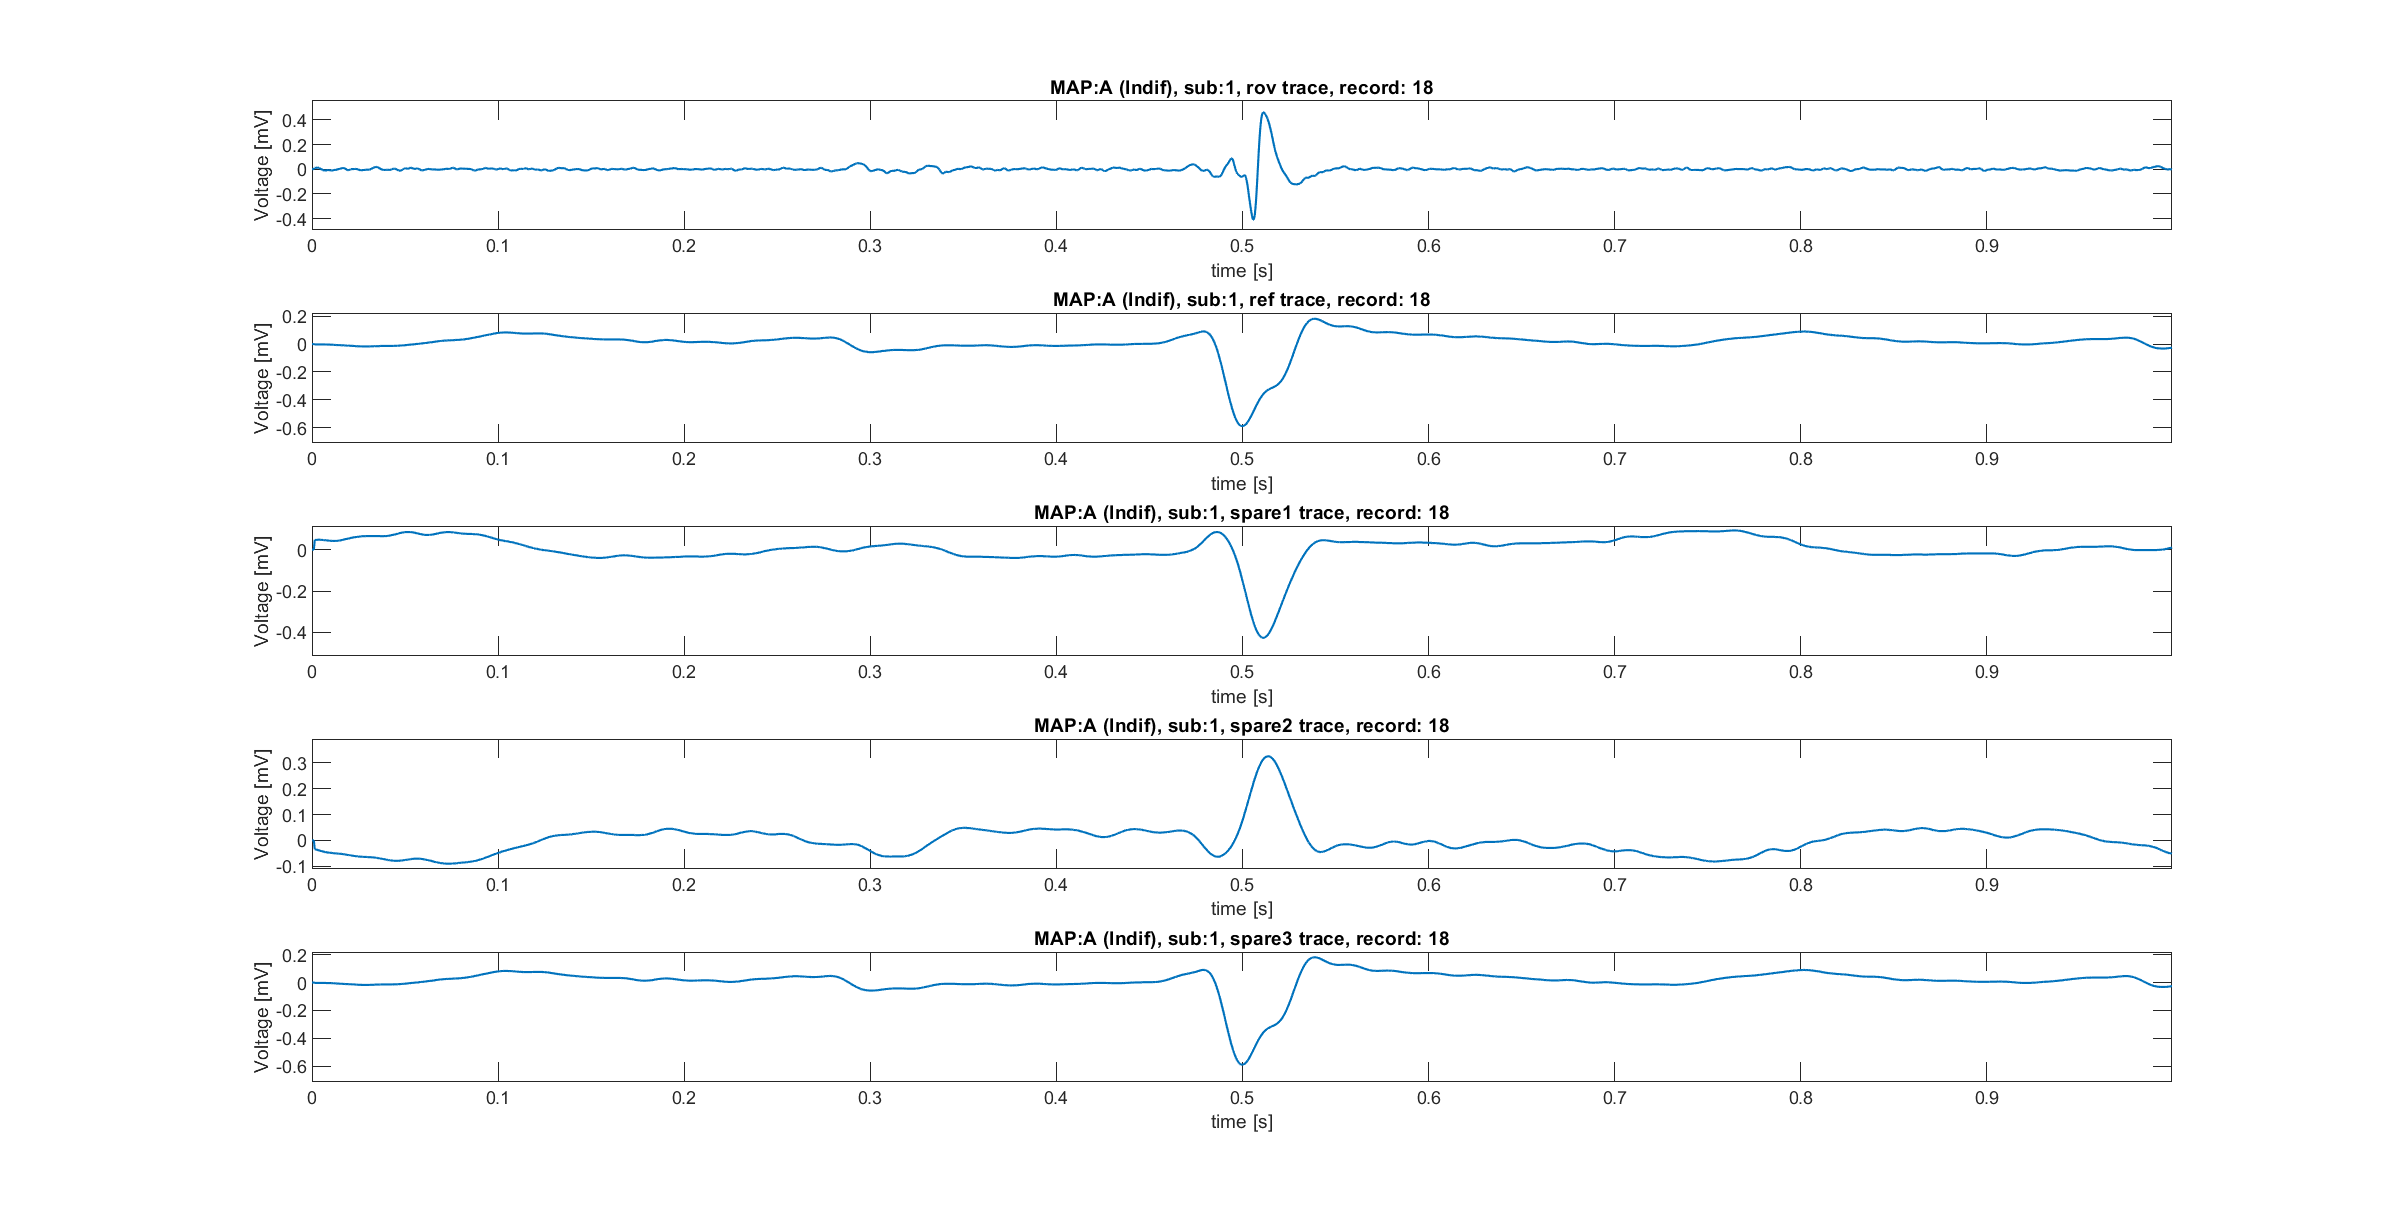 MAP:A (Indif), sub:1, rov trace, record: 18
Voltage [mV]
0.4
0.2
0
-0.2
-0.4
0 0.1 0.2 0.3 0.4 0.5 0.6 0.7 0.8 0.9
time [s]
MAP:A (Indif), sub:1, ref trace, record: 18
Voltage [mV]
0.2
0
-0.2
-0.4
-0.6
0 0.1 0.2 0.3 0.4 0.5 0.6 0.7 0.8 0.9
time [s]
MAP:A (Indif), sub:1, spare1 trace, record: 18
Voltage [mV]
0
-0.2
-0.4
0 0.1 0.2 0.3 0.4 0.5 0.6 0.7 0.8 0.9
time [s]
MAP:A (Indif), sub:1, spare2 trace, record: 18
Voltage [mV]
0.3
0.2
0.1
0
-0.1
0 0.1 0.2 0.3 0.4 0.5 0.6 0.7 0.8 0.9
time [s]
MAP:A (Indif), sub:1, spare3 trace, record: 18
Voltage [mV]
0.2
0
-0.2
-0.4
-0.6
0 0.1 0.2 0.3 0.4 0.5 0.6 0.7 0.8 0.9
time [s]